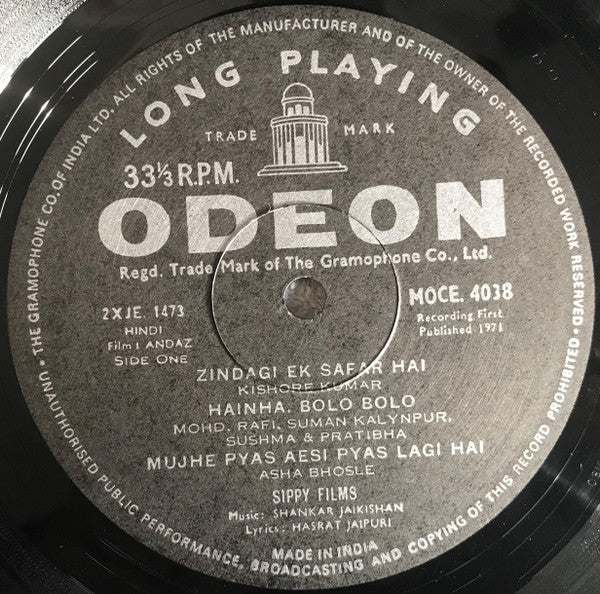 UNAUTHORISED PUBLIC PERFORMANCE, BROADCASTING AND COPYING OF THIS RECORD PROHIBITED • THE GRAMOPHONE CO. OF INDIA LTD. ALL RIGHTS OF THE MANUFACTURER AND OF THE OWNER OF THE RECORDED WORK RESERVED •
LONG PLAYING
TRADE MARK
33⅓ R.P.M.
ODEON
Regd. Trade Mark of The Gramophone Co., Ltd.
2XJE. 1473
MOCE. 4038
HINDI
Recording First
Film : ANDAZ
Published 1971
SIDE ONE
ZINDAGI EK SAFAR HAI
KISHORE KUMAR
HAINHA. BOLO BOLO
MOHD. RAFI, SUMAN KALYNPUR,
SUSHMA & PRATIBHA
MUJHE PYAS AESI PYAS LAGI HAI
ASHA BHOSLE
SIPPY FILMS
Music: SHANKAR JAIKISHAN
Lyrics: HASRAT JAIPURI
MADE IN INDIA